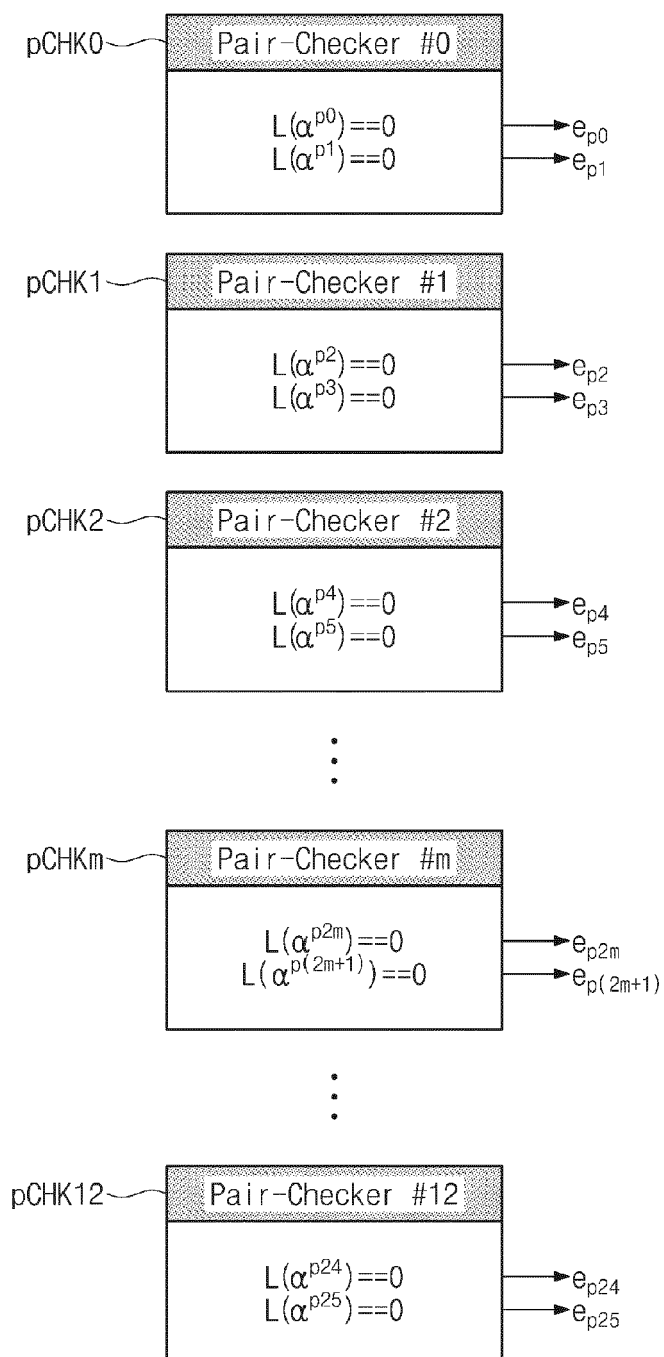 pCHK0 Pair-Checker #0
L(α^p0)==0 e_p0
L(α^p1)==0 e_p1
pCHK1 Pair-Checker #1
L(α^p2)==0 e_p2
L(α^p3)==0 e_p3
pCHK2 Pair-Checker #2
L(α^p4)==0 e_p4
L(α^p5)==0 e_p5
pCHKm Pair-Checker #m
L(α^p2m)==0 e_p2m
L(α^p(2m+1))==0 e_p(2m+1)
pCHK12 Pair-Checker #12
L(α^p24)==0 e_p24
L(α^p25)==0 e_p25